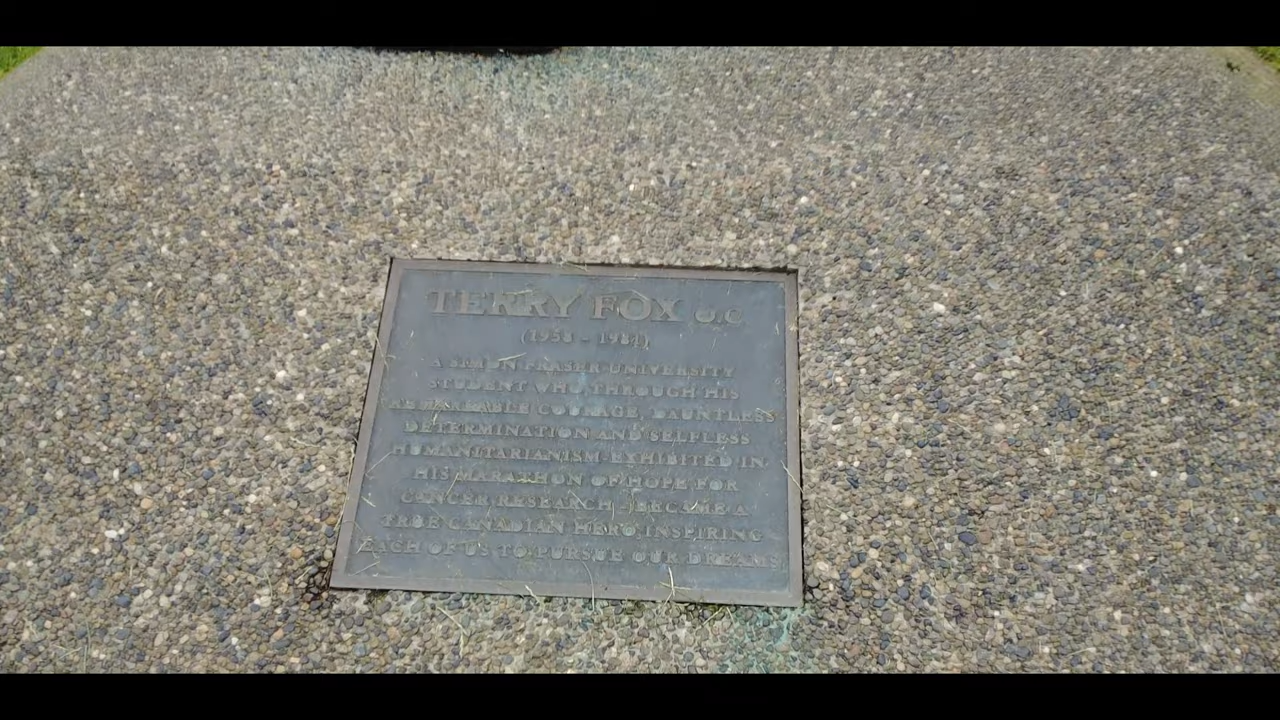 TERRY FOX O.C
(1958 - 1981)
A SIMON FRASER UNIVERSITY
STUDENT WHO THROUGH HIS
REMARKABLE COURAGE, DAUNTLESS
DETERMINATION AND SELFLESS
HUMANITARIANISM EXHIBITED IN
HIS MARATHON OF HOPE FOR
CANCER RESEARCH, BECAME A
TRUE CANADIAN HERO INSPIRING
EACH OF US TO PURSUE OUR DREAMS